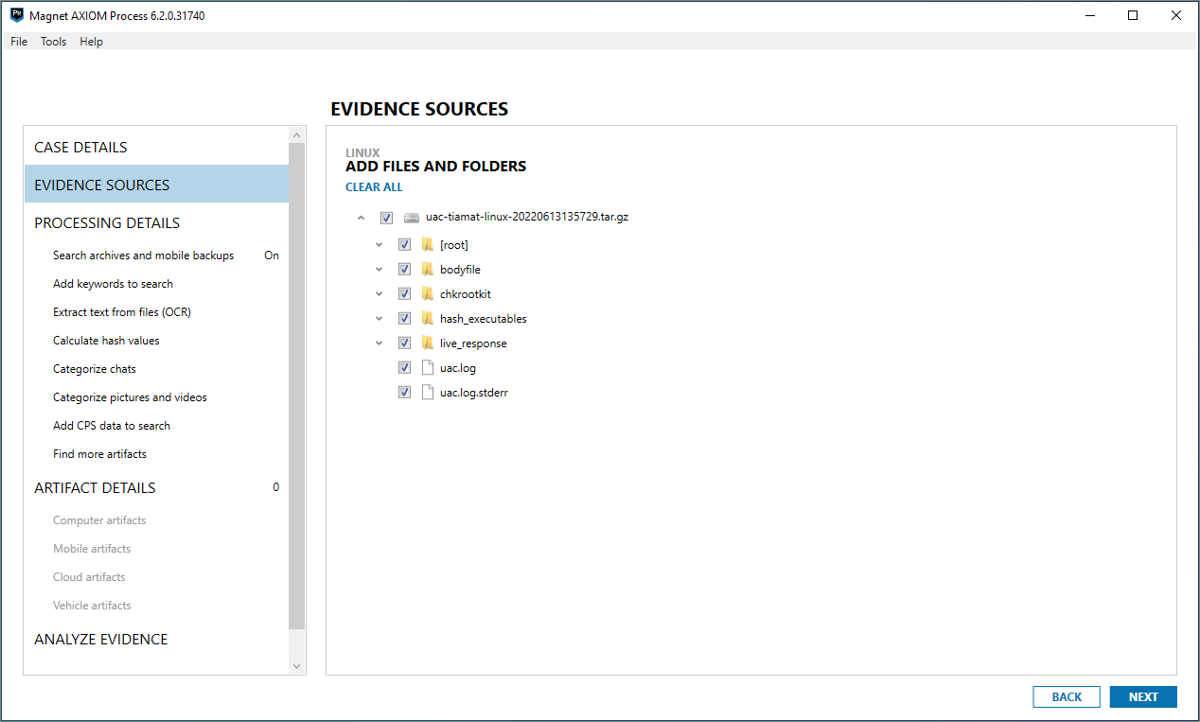 Magnet AXIOM Process 6.2.0.31740
File Tools Help
EVIDENCE SOURCES
CASE DETAILS
EVIDENCE SOURCES
PROCESSING DETAILS
Search archives and mobile backups On
Add keywords to search
Extract text from files (OCR)
Calculate hash values
Categorize chats
Categorize pictures and videos
Add CPS data to search
Find more artifacts
ARTIFACT DETAILS 0
Computer artifacts
Mobile artifacts
Cloud artifacts
Vehicle artifacts
ANALYZE EVIDENCE
LINUX
ADD FILES AND FOLDERS
CLEAR ALL
uac-tiamat-linux-20220613135729.tar.gz
[root]
bodyfile
chkrootkit
hash_executables
live_response
uac.log
uac.log.stderr
BACK NEXT